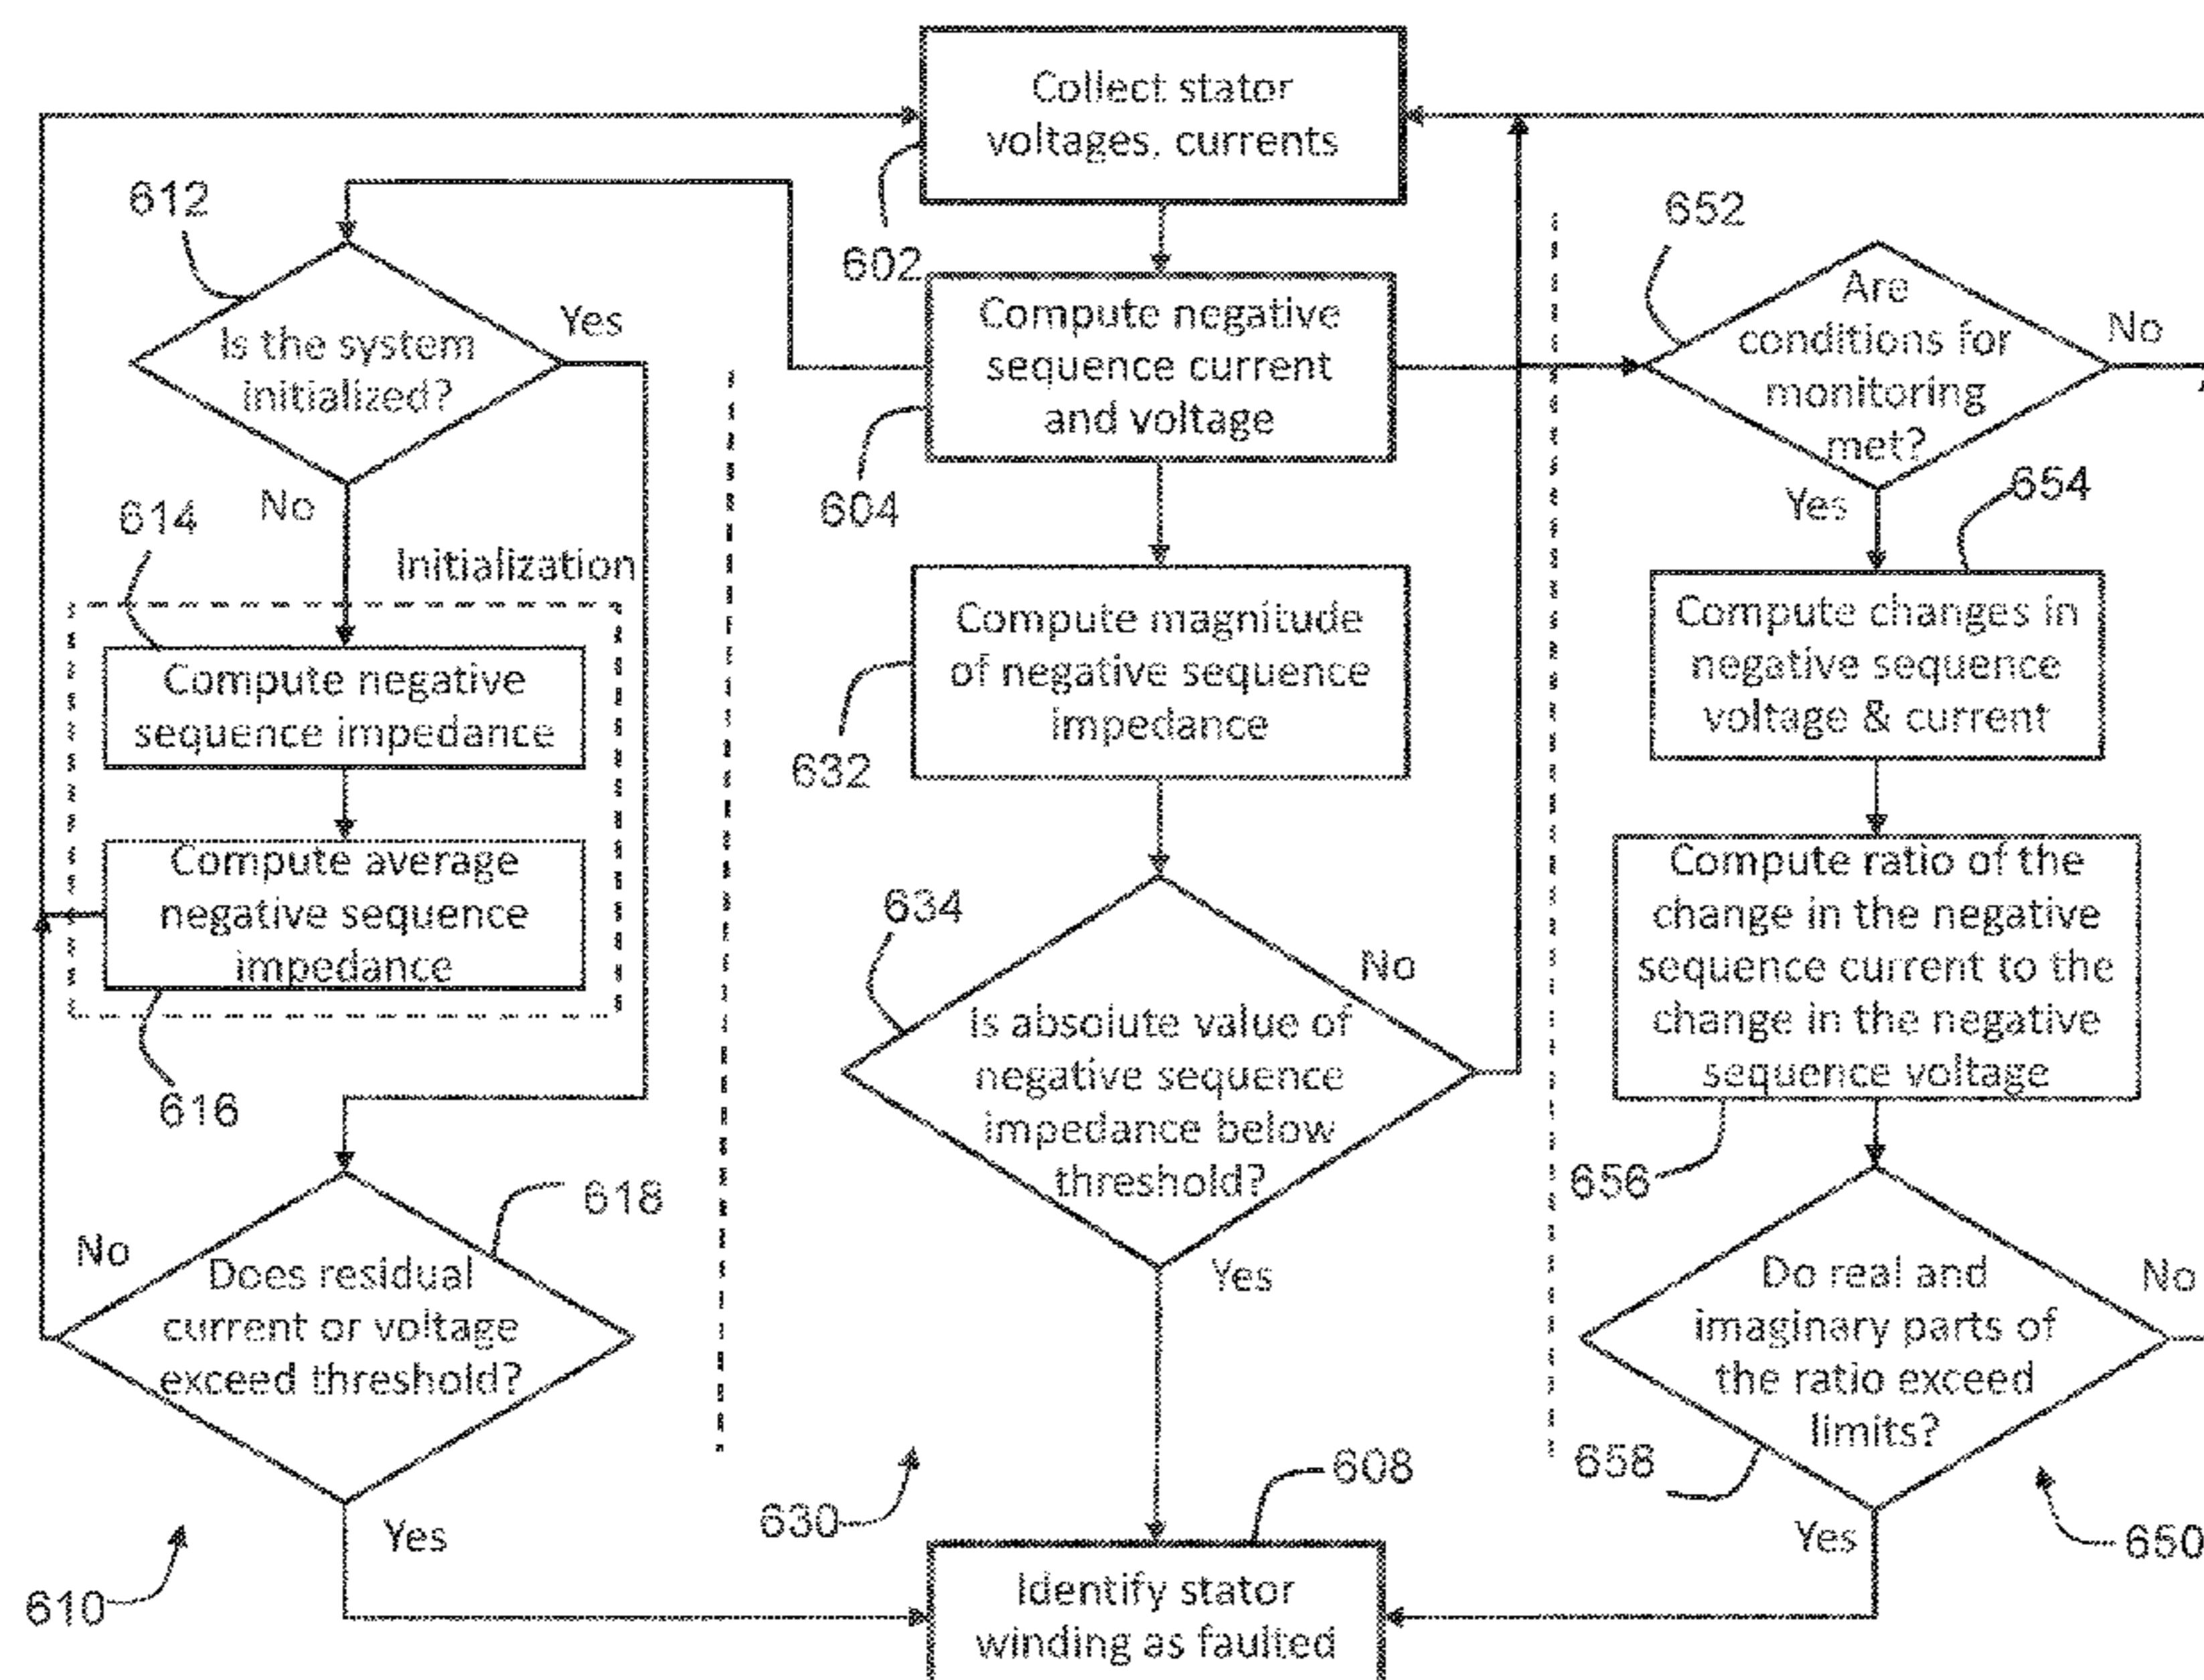 Collect stator
voltages, currents
602
612
Is the system
initialized?
Yes
No
Compute negative
sequence current
and voltage
604
652
Are
conditions for
monitoring
met?
No
Yes
614
Initialization
Compute negative
sequence impedance
Compute average
negative sequence
impedance
616
Compute magnitude
of negative sequence
impedance
632
654
Compute changes in
negative sequence
voltage & current
Compute ratio of the
change in the negative
sequence current to the
change in the negative
sequence voltage
656
634
Is absolute value of
negative sequence
impedance below
threshold?
No
Yes
618
Does residual
current or voltage
exceed threshold?
No
Yes
610
630
Do real and
imaginary parts of
the ratio exceed
limits?
No
Yes
658
650
608
Identify stator
winding as faulted